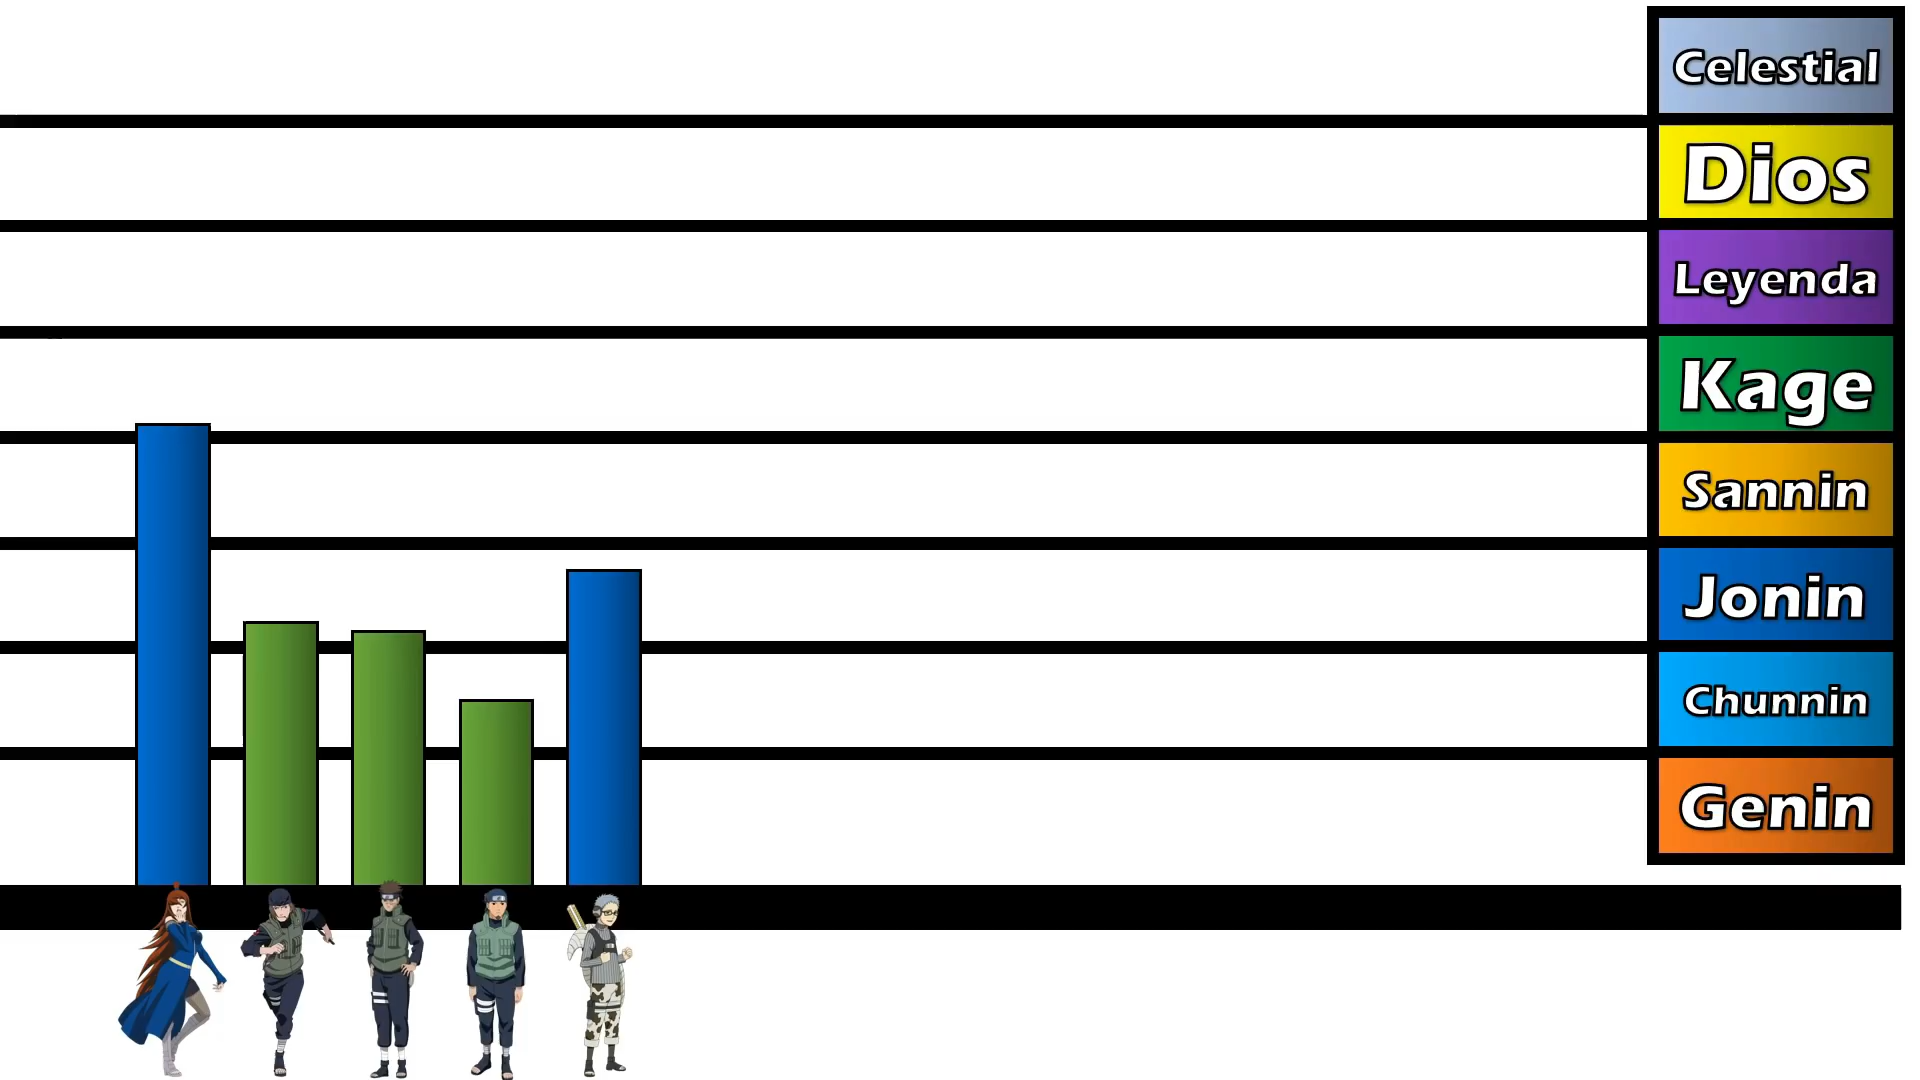 Celestial
Dios
Leyenda
Kage
Sannin
Jonin
Chunnin
Genin